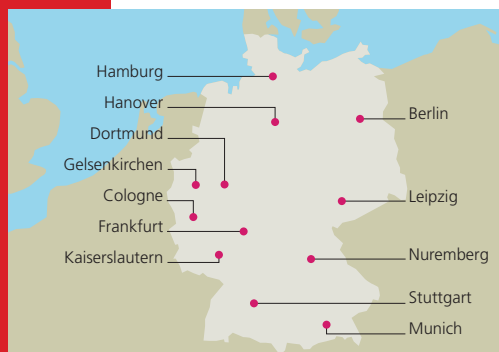 Hamburg
Hanover
Dortmund
Gelsenkirchen
Cologne
Frankfurt
Kaiserslautern
Berlin
Leipzig
Nuremberg
Stuttgart
Munich